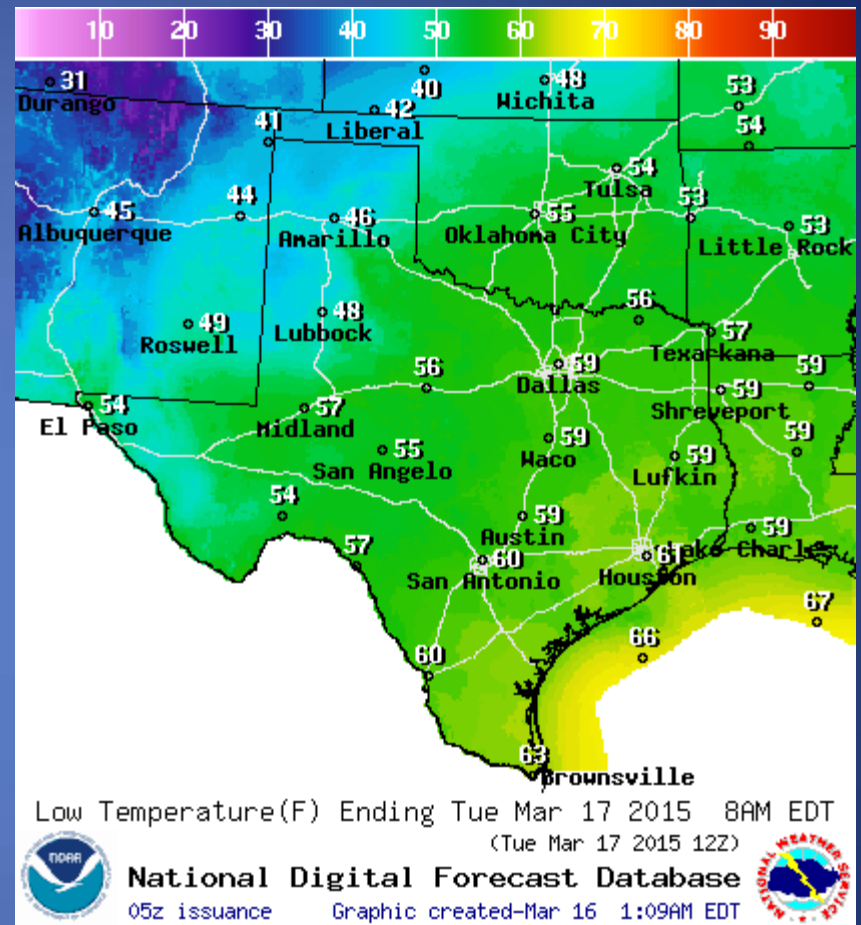 10 20 30 40 50 60 70 80 90
31
Durango
40
48
Wichita
42
Liberal
53
41
54
54
Tulsa
45
Albuquerque
44
46
Amarillo
55
Oklahoma City
53
53
Little Rock
49
Roswell
48
Lubbock
56
57
Texarkana
59
Dallas
56
59
Shreveport
59
54
El Paso
57
Midland
55
San Angelo
59
Waco
59
Lufkin
59
54
59
Austin
57
60
San Antonio
61
Houston
59
Lake Charles
67
66
60
63
Brownsville
Low Temperature(F) Ending Tue Mar 17 2015 8AM EDT
(Tue Mar 17 2015 12Z)
National Digital Forecast Database
05z issuance Graphic created-Mar 16 1:09AM EDT
NOAA
NATIONAL WEATHER SERVICE